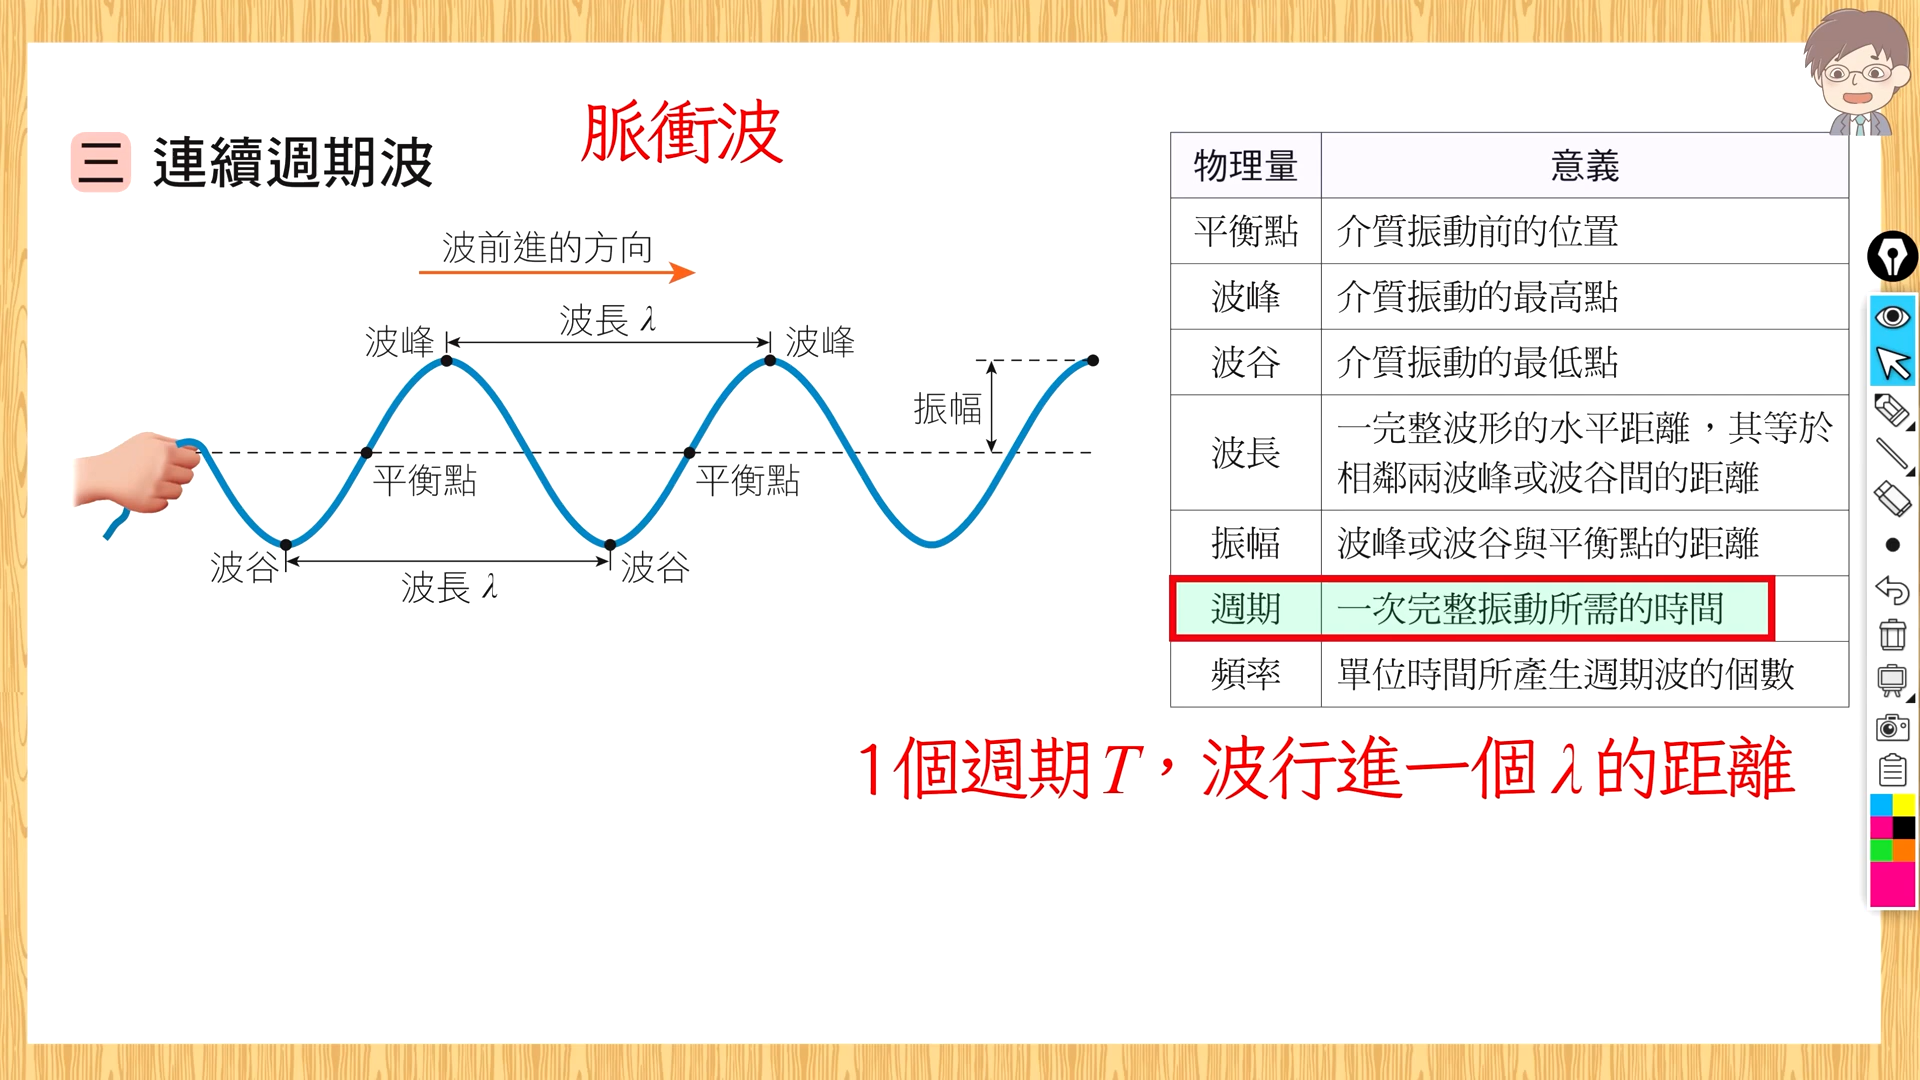 三 連續週期波
脈衝波
波前進的方向
波峰
波長 λ
波峰
振幅
平衡點
平衡點
波谷
波長 λ
波谷
物理量 意義
平衡點 介質振動前的位置
波峰 介質振動的最高點
波谷 介質振動的最低點
波長 一完整波形的水平距離，其等於
相鄰兩波峰或波谷間的距離
振幅 波峰或波谷與平衡點的距離
週期 一次完整振動所需的時間
頻率 單位時間所產生週期波的個數
1個週期T，波行進一個λ的距離